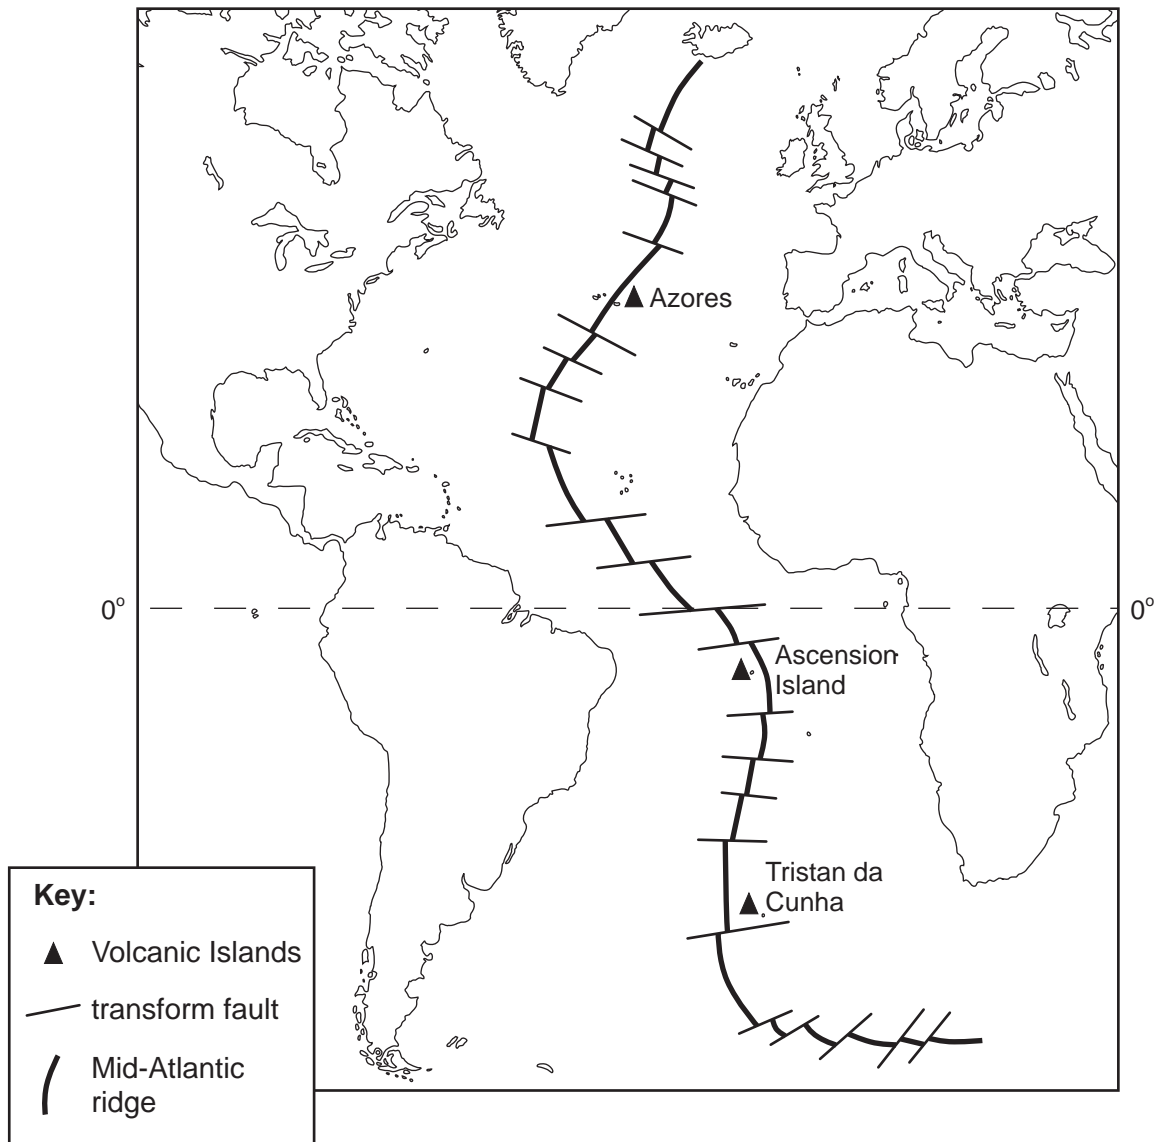 Azores
0°
0°
Ascension
Island
Tristan da
Cunha
Key:
Volcanic Islands
transform fault
Mid-Atlantic
ridge